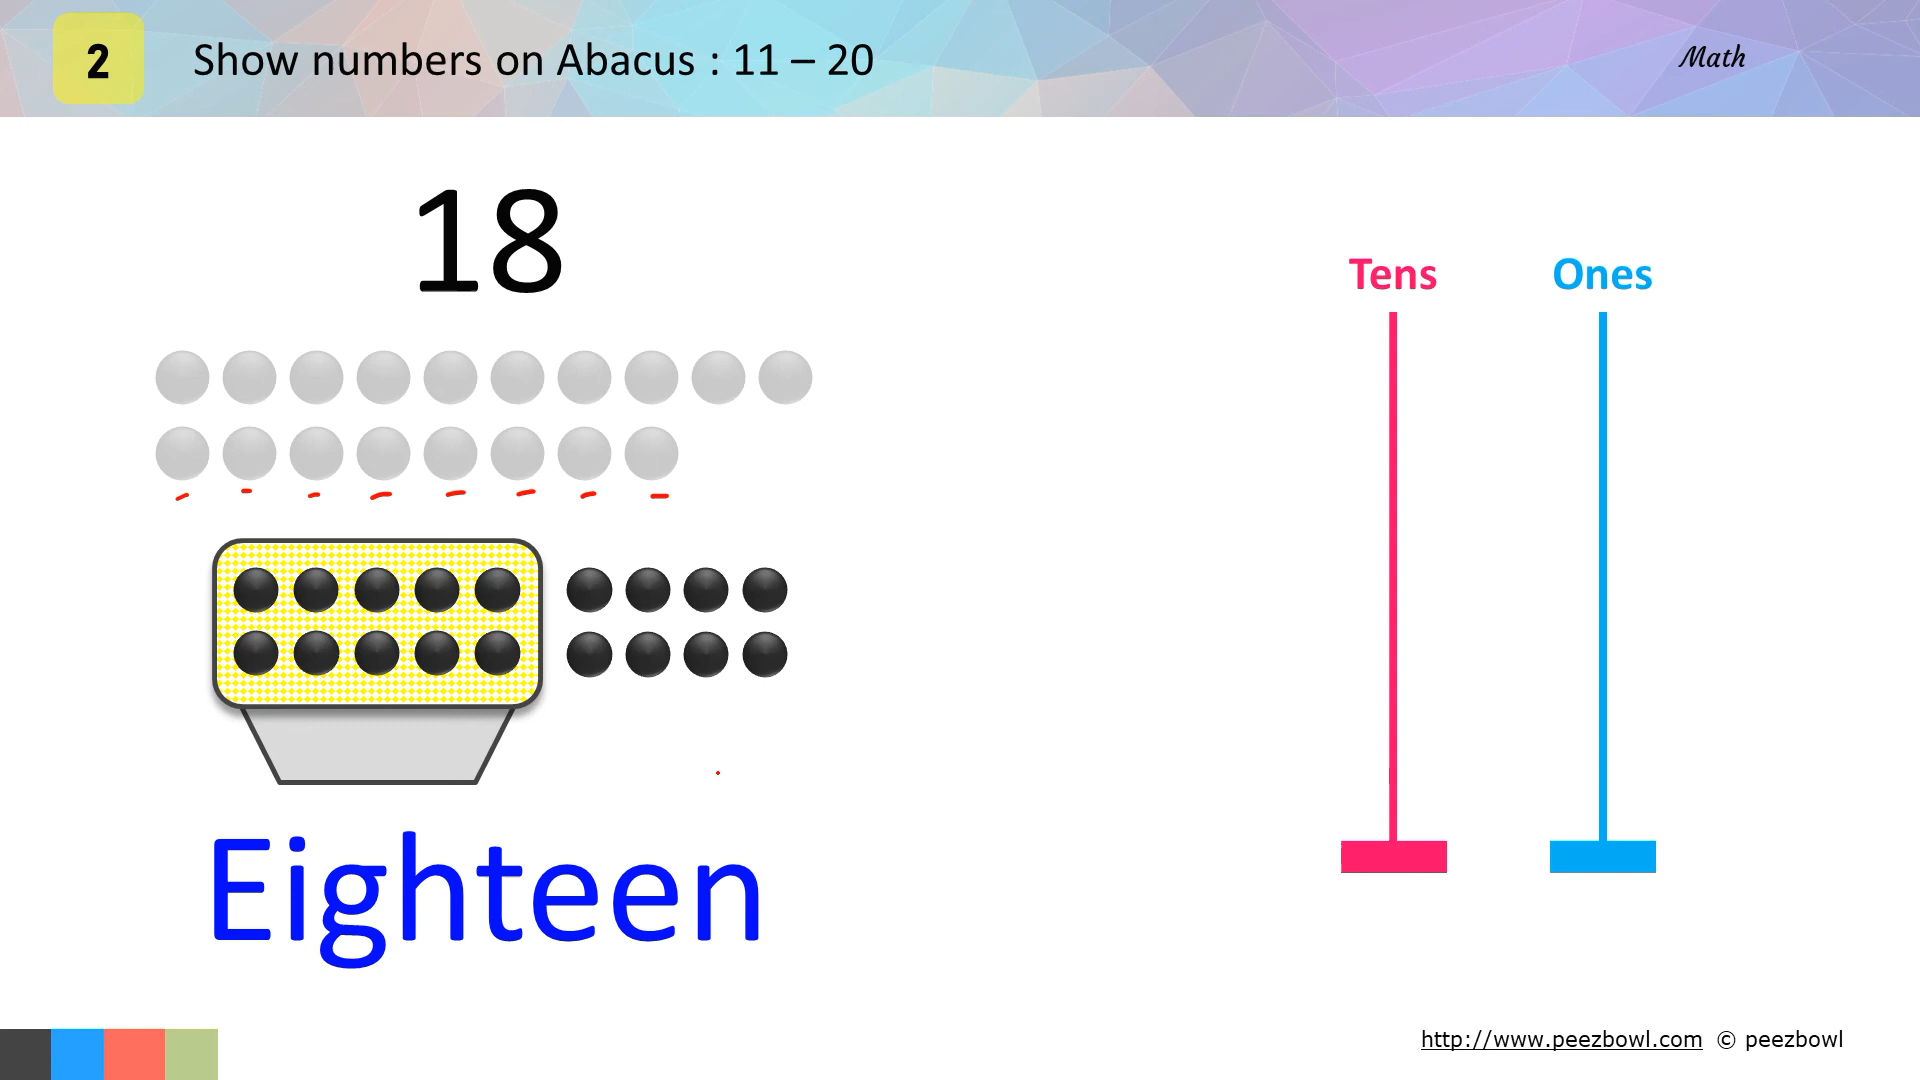 2
Show numbers on Abacus : 11 – 20
Math
18
Tens
Ones
Eighteen
http://www.peezbowl.com © peezbowl